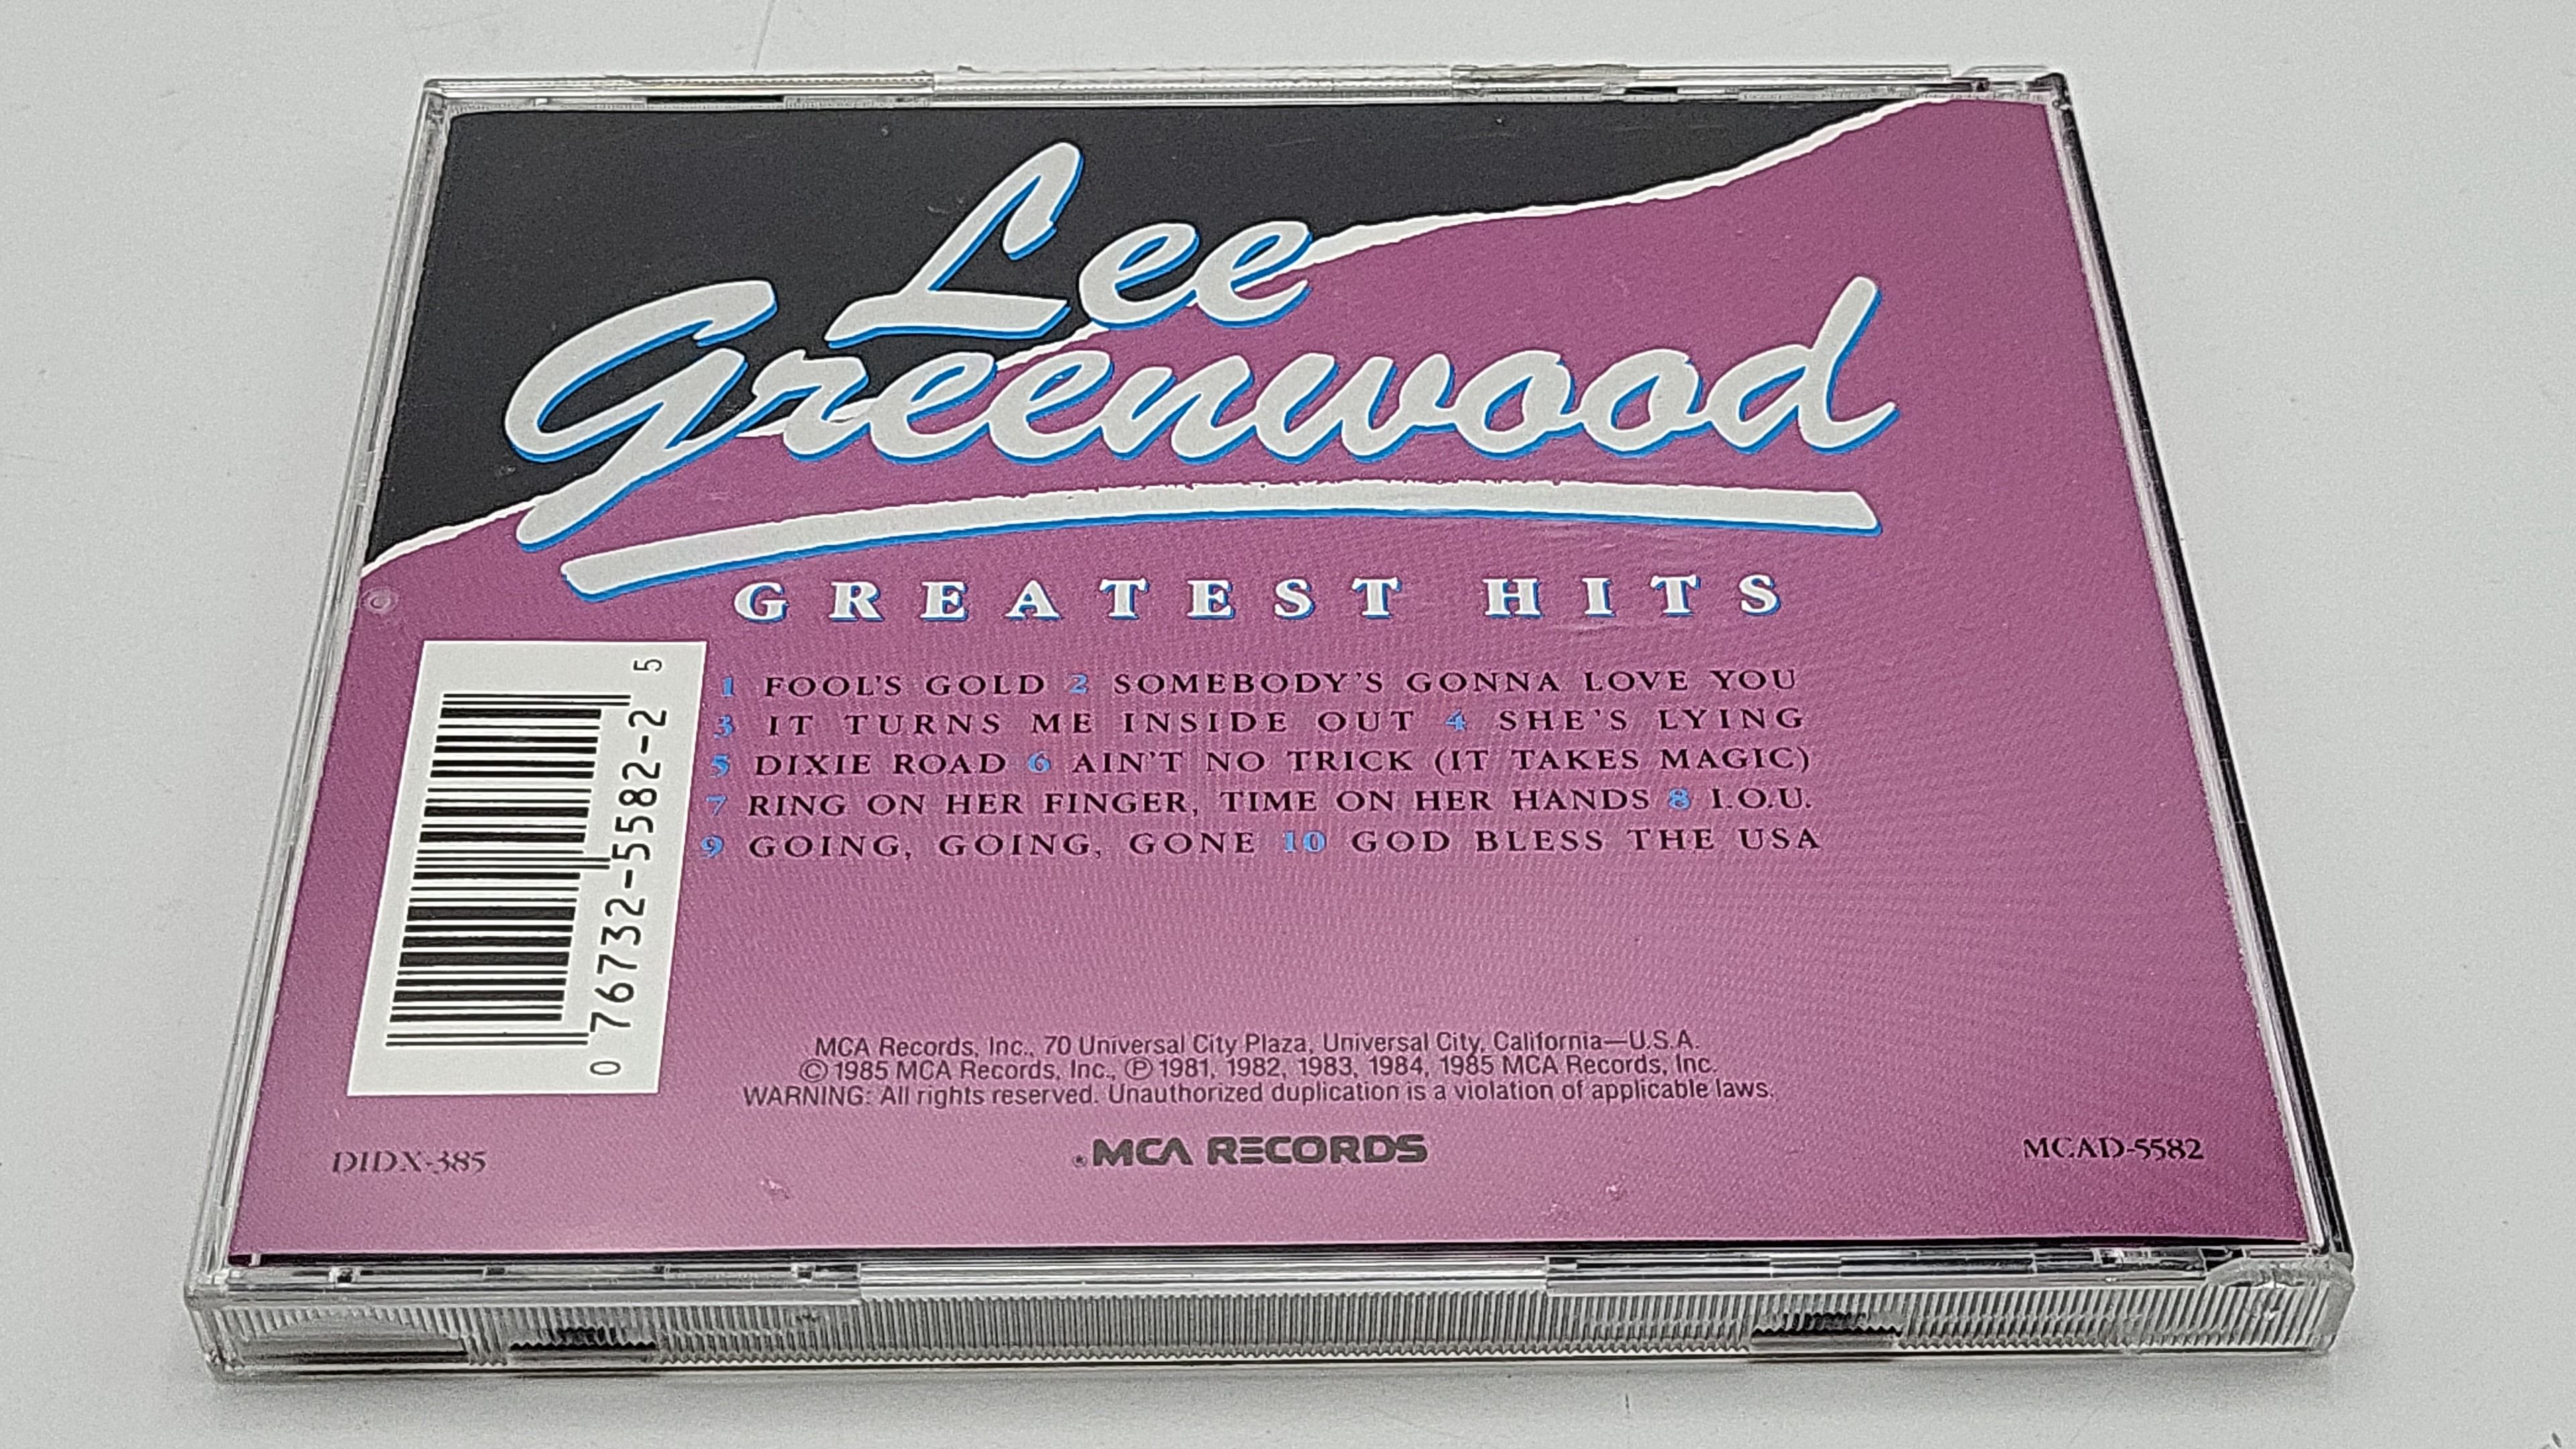 Lee
Greenwood
GREATEST HITS
1 FOOL'S GOLD 2 SOMEBODY'S GONNA LOVE YOU
3 IT TURNS ME INSIDE OUT 4 SHE'S LYING
5 DIXIE ROAD 6 AIN'T NO TRICK (IT TAKES MAGIC)
7 RING ON HER FINGER, TIME ON HER HANDS 8 I.O.U.
9 GOING, GOING, GONE 10 GOD BLESS THE USA
0 76732-5582-2 5
MCA Records, Inc., 70 Universal City Plaza, Universal City, California—U.S.A.
©1985 MCA Records, Inc., ℗1981, 1982, 1983, 1984, 1985 MCA Records, Inc.
WARNING: All rights reserved. Unauthorized duplication is a violation of applicable laws.
DIDX-385
MCA RECORDS
MCAD-5582